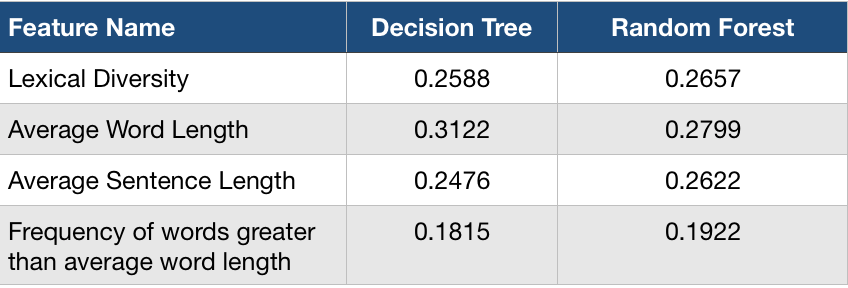 Feature Name Decision Tree Random Forest
Lexical Diversity 0.2588 0.2657
Average Word Length 0.3122 0.2799
Average Sentence Length 0.2476 0.2622
Frequency of words greater 0.1815 0.1922
than average word length